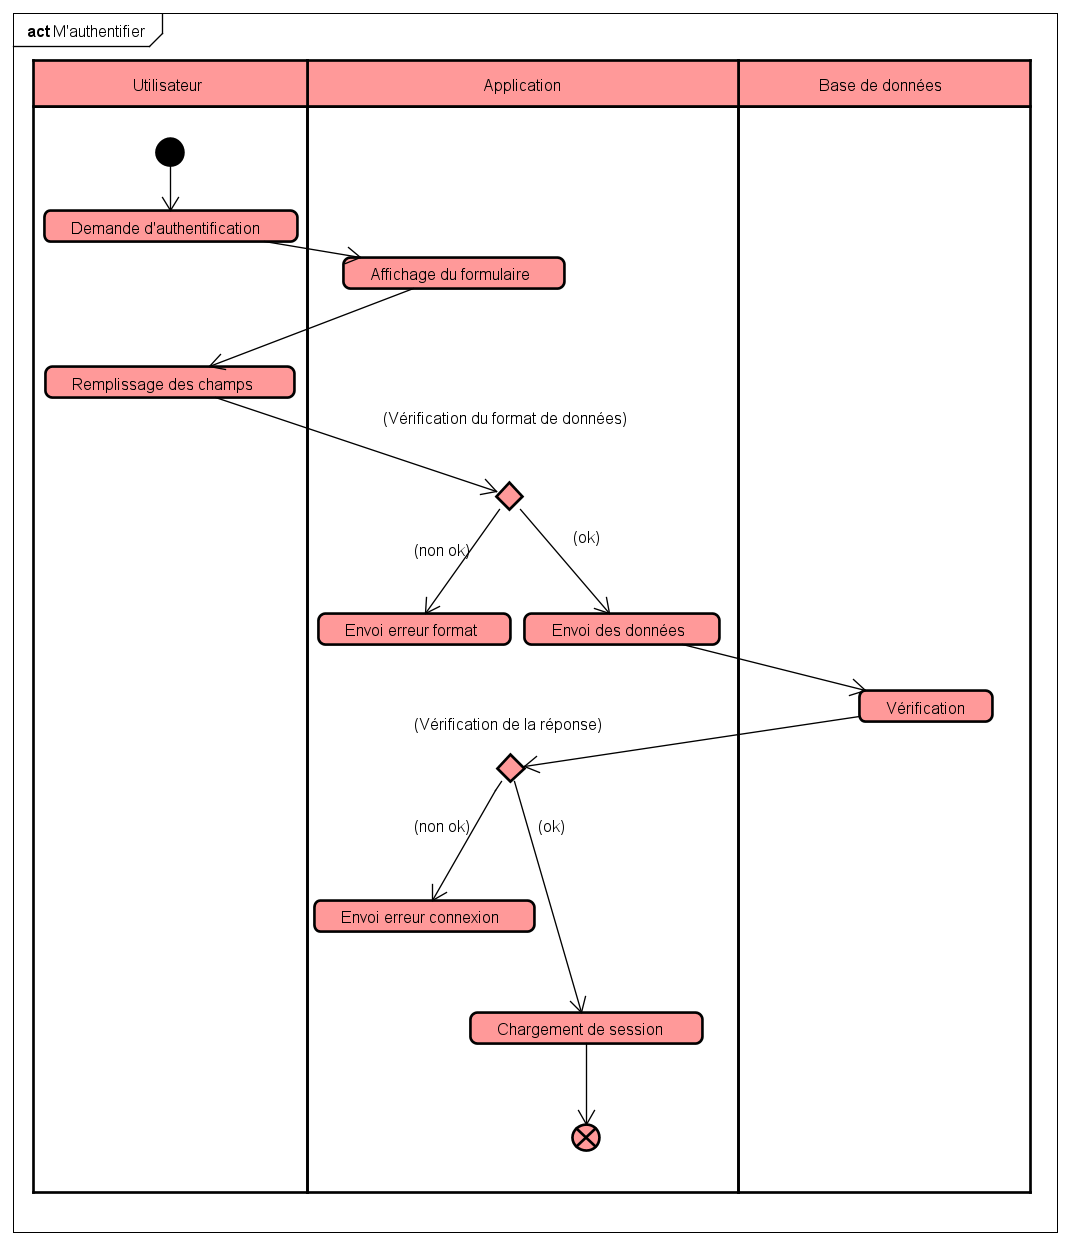 act M'authentifier
Utilisateur
Application
Base de données
Demande d'authentification
Affichage du formulaire
Remplissage des champs
(Vérification du format de données)
(non ok)
(ok)
Envoi erreur format
Envoi des données
Vérification
(Vérification de la réponse)
(non ok)
(ok)
Envoi erreur connexion
Chargement de session